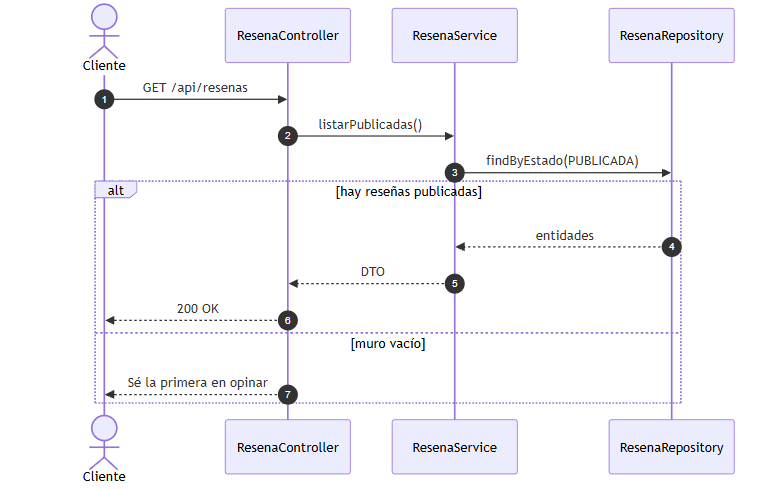 ResenaController
ResenaService
ResenaRepository
Cliente
1
GET /api/resenas
2
listarPublicadas()
3
findByEstado(PUBLICADA)
alt
[hay reseñas publicadas]
entidades
4
DTO
5
200 OK
6
[muro vacío]
Sé la primera en opinar
7
ResenaController
ResenaService
ResenaRepository
Cliente